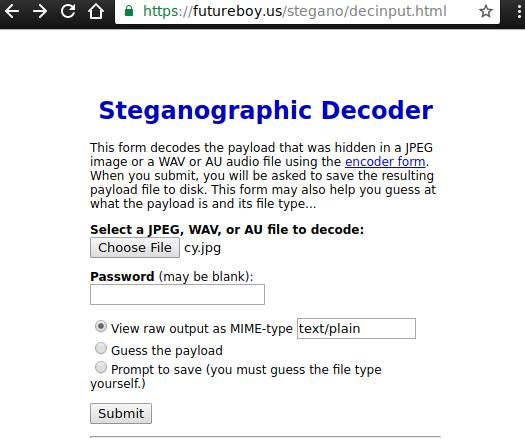 https://futureboy.us/stegano/decinput.html
Steganographic Decoder
This form decodes the payload that was hidden in a JPEG
image or a WAV or AU audio file using the encoder form.
When you submit, you will be asked to save the resulting
payload file to disk. This form may also help you guess at
what the payload is and its file type...
Select a JPEG, WAV, or AU file to decode:
Choose File cy.jpg
Password (may be blank):
View raw output as MIME-type text/plain
Guess the payload
Prompt to save (you must guess the file type
yourself.)
Submit